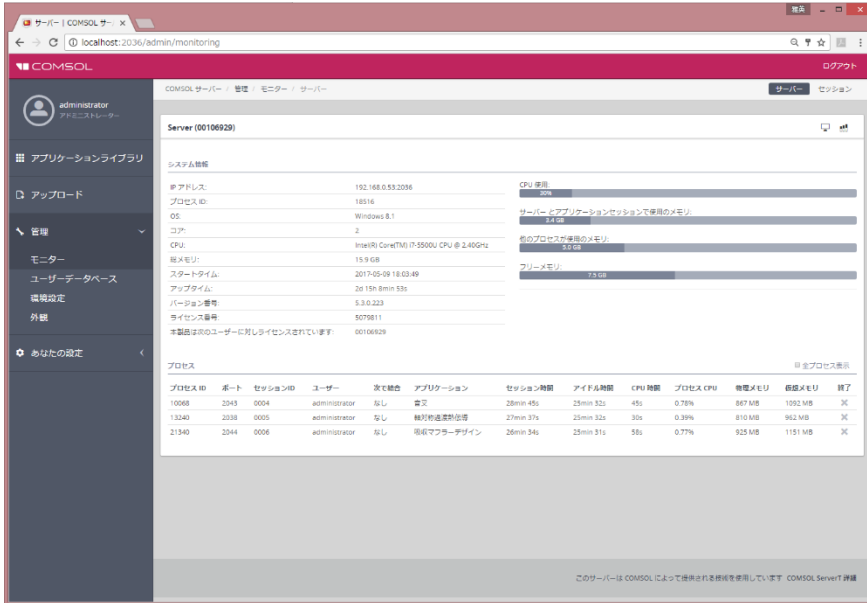 雅英
サーバー | COMSOL サー
localhost:2036/admin/monitoring
COMSOL
ログアウト
COMSOL サーバー / 管理 / モニター / サーバー
サーバー セッション
administrator
アドミニストレーター
アプリケーションライブラリ
アップロード
管理
モニター
ユーザーデータベース
環境設定
外観
あなたの設定
Server (00106929)
システム情報
IP アドレス: 192.168.0.53:2036
プロセス ID: 18516
OS: Windows 8.1
コア: 2
CPU: Intel(R) Core(TM) i7-5500U CPU @ 2.40GHz
総メモリ: 15.9 GB
スタートタイム: 2017-05-09 18:03:49
アップタイム: 2d 15h 8min 53s
バージョン番号: 5.3.0.223
ライセンス番号: 5079811
本製品は次のユーザーに対しライセンスされています: 00106929
CPU 使用:
30%
サーバー とアプリケーションセッションで使用のメモリ:
3.4 GB
他のプロセスが使用のメモリ:
5.0 GB
フリーメモリ:
7.5 GB
プロセス
全プロセス表示
プロセス ID ポート セッションID ユーザー 次で結合 アプリケーション セッション時間 アイドル時間 CPU 時間 プロセス CPU 物理メモリ 仮想メモリ 終了
10068 2043 0004 administrator なし 音叉 28min 45s 25min 32s 45s 0.78% 867 MB 1092 MB
13240 2038 0005 administrator なし 軸対称過渡熱伝導 27min 37s 25min 32s 30s 0.39% 810 MB 962 MB
21340 2044 0006 administrator なし 吸収マフラーデザイン 26min 34s 25min 31s 58s 0.77% 925 MB 1151 MB
このサーバーは COMSOL によって提供される技術を使用しています COMSOL ServerT 詳細